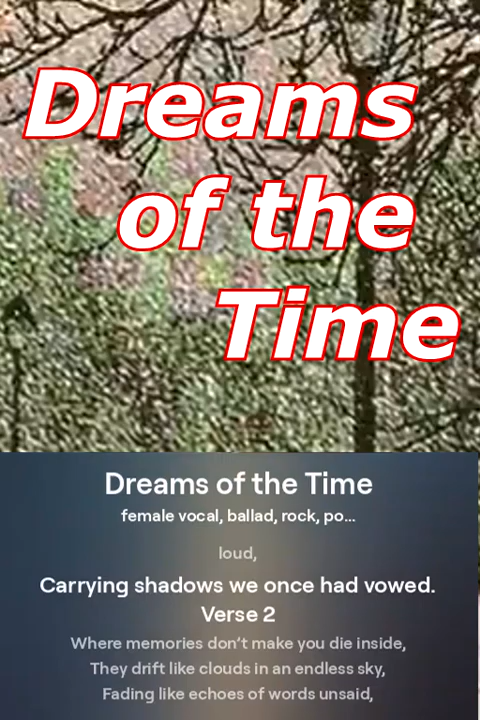 Dreams
of the
Time
Dreams of the Time
female vocal, ballad, rock, po...
loud,
Carrying shadows we once had vowed.
Verse 2
Where memories don’t make you die inside,
They drift like clouds in an endless sky,
Fading like echoes of words unsaid,